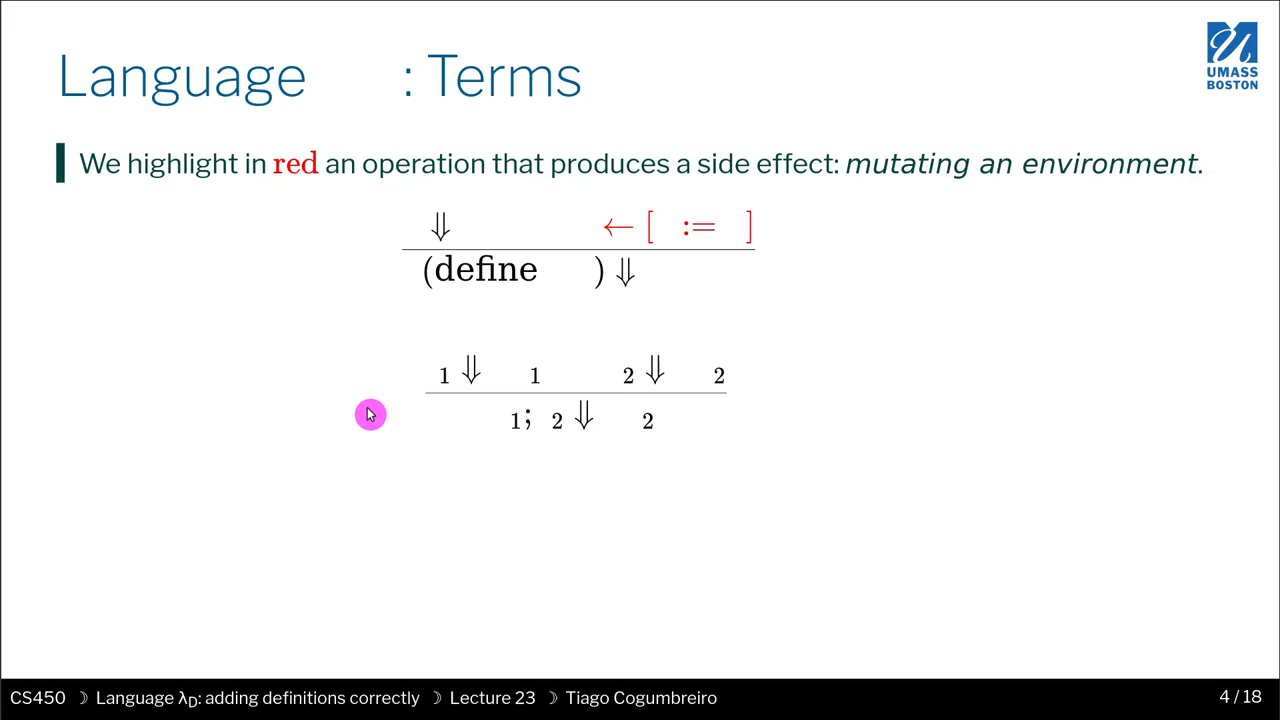 Language : Terms
UMASS
BOSTON
We highlight in red an operation that produces a side effect: mutating an environment.
⇓ ← [ := ]
(define ) ⇓
1 ⇓ 1 2 ⇓ 2
1; 2 ⇓ 2
CS450 ☽ Language λD: adding definitions correctly ☽ Lecture 23 ☽ Tiago Cogumbreiro
4 / 18